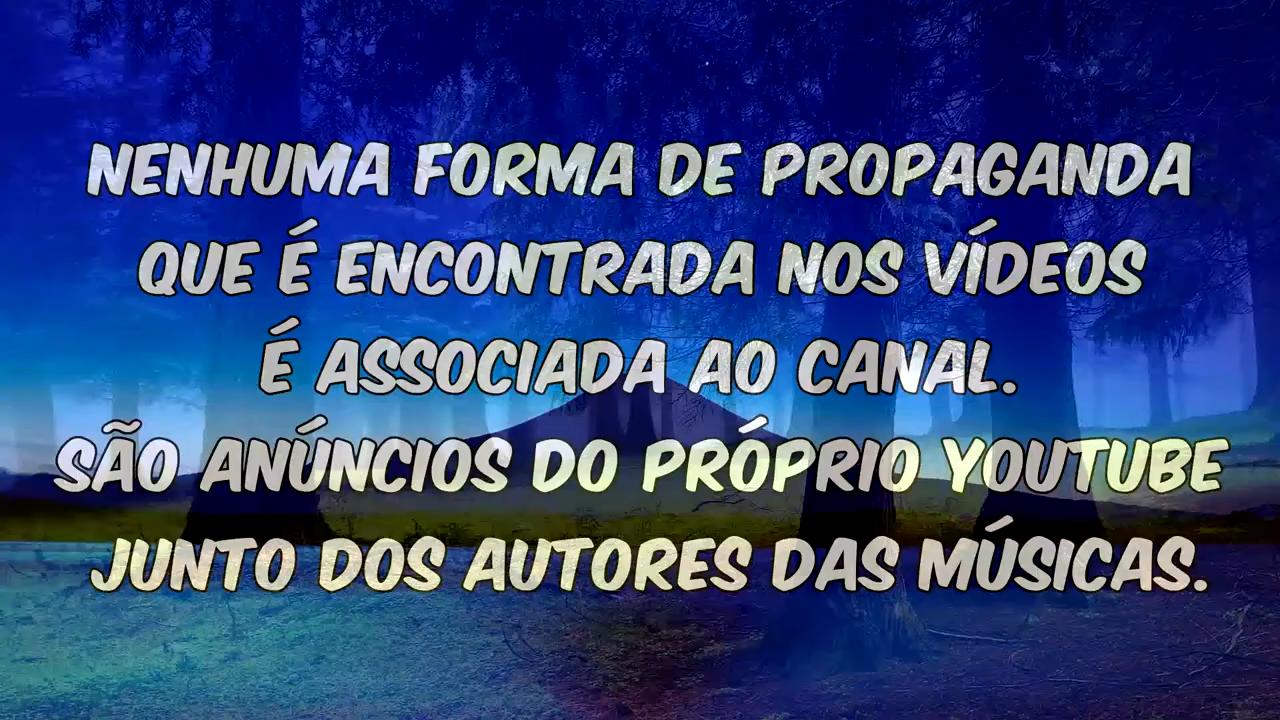 NENHUMA FORMA DE PROPAGANDA
QUE É ENCONTRADA NOS VÍDEOS
É ASSOCIADA AO CANAL.
SÃO ANÚNCIOS DO PRÓPRIO YOUTUBE
JUNTO DOS AUTORES DAS MÚSICAS.